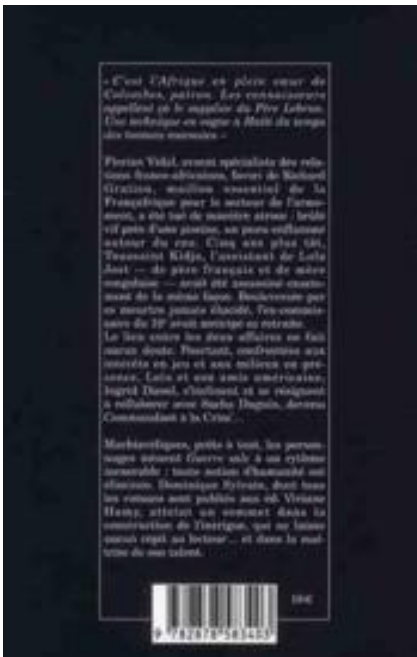 « C'est l'Afrique en plein cœur de
Colombes, patron. Les connaisseurs
appellent ça le supplice du Père Lebrun.
Une technique en vogue à Haïti du temps
des tontons macoutes »
Florian Vidal, avocat spécialiste des rela-
tions franco-africaines, favori de Richard
Gratien, maillon essentiel de la
Françafrique pour le secteur de l'arme-
ment, a été tué de manière atroce : brûlé
vif près d'une piscine, un pneu enflammé
autour du cou. Cinq ans plus tôt,
Toussaint Kidjo, l'assistant de Lola
Jost — de père français et de mère
congolaise — avait été assassiné exacte-
ment de la même façon. Bouleversée par
ce meurtre jamais élucidé, l'ex-commis-
saire du 10e avait anticipé sa retraite.
Le lien entre les deux affaires ne fait
aucun doute. Pourtant, confrontées aux
intérêts en jeu et aux milieux en pré-
sence, Lola et son amie américaine,
Ingrid Diesel, s'inclinent et se résignent
à collaborer avec Sacha Duguin, devenu
Commandant à la Crim'...
Machiavéliques, prêts à tout, les person-
nages mènent Guerre sale à un rythme
: toute notion d'humanité est
Dominique Sylvain, dont tous
les romans sont publiés aux éd. Viviane
Hamy, atteint un sommet dans la
construction de l'intrigue, qui ne laisse
aucun répit au lecteur... et dans la maî-
trise de son talent.
18 €